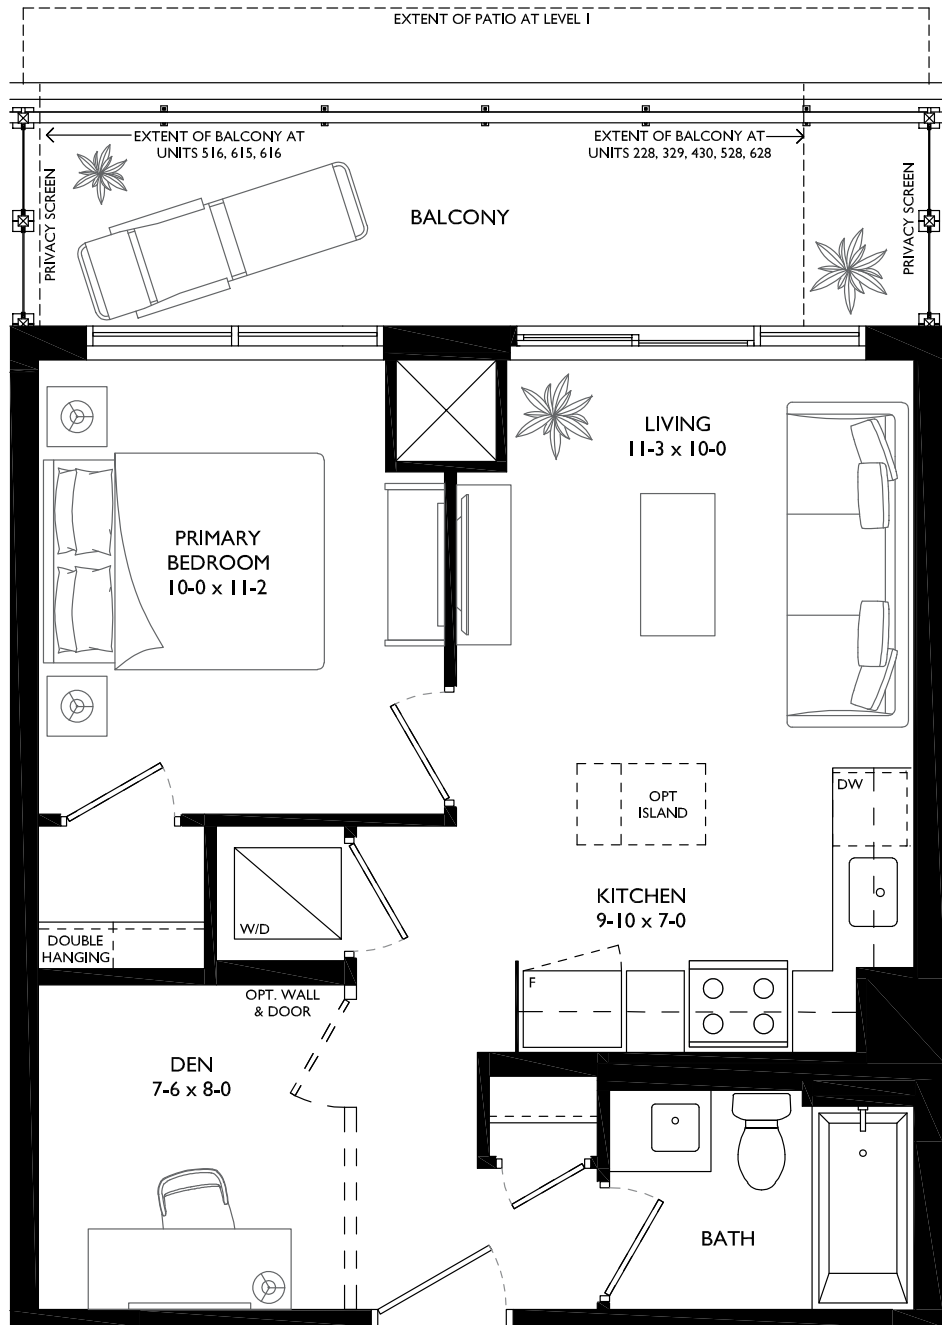 EXTENT OF PATIO AT LEVEL 1
EXTENT OF BALCONY AT
UNITS 516, 615, 616
EXTENT OF BALCONY AT
UNITS 228, 329, 430, 528, 628
PRIVACY SCREEN
BALCONY
PRIVACY SCREEN
LIVING
11-3 x 10-0
PRIMARY
BEDROOM
10-0 x 11-2
OPT
ISLAND
DW
KITCHEN
9-10 x 7-0
W/D
DOUBLE
HANGING
F
OPT. WALL
& DOOR
DEN
7-6 x 8-0
BATH